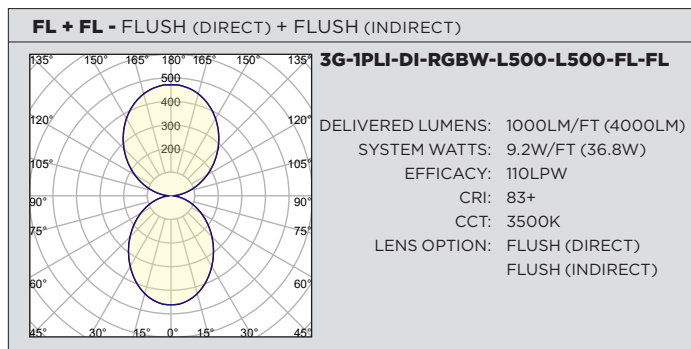 FL + FL - FLUSH (DIRECT) + FLUSH (INDIRECT)
135° 165° 180° 165° 135°
150° 150°
500
400
120° 120°
300
200
105° 105°
90° 90°
75° 75°
60° 60°
45° 30° 15° 0° 15° 30° 45°
3G-1PLI-DI-RGBW-L500-L500-FL-FL
DELIVERED LUMENS: 1000LM/FT (4000LM)
SYSTEM WATTS: 9.2W/FT (36.8W)
EFFICACY: 110LPW
CRI: 83+
CCT: 3500K
LENS OPTION: FLUSH (DIRECT)
FLUSH (INDIRECT)